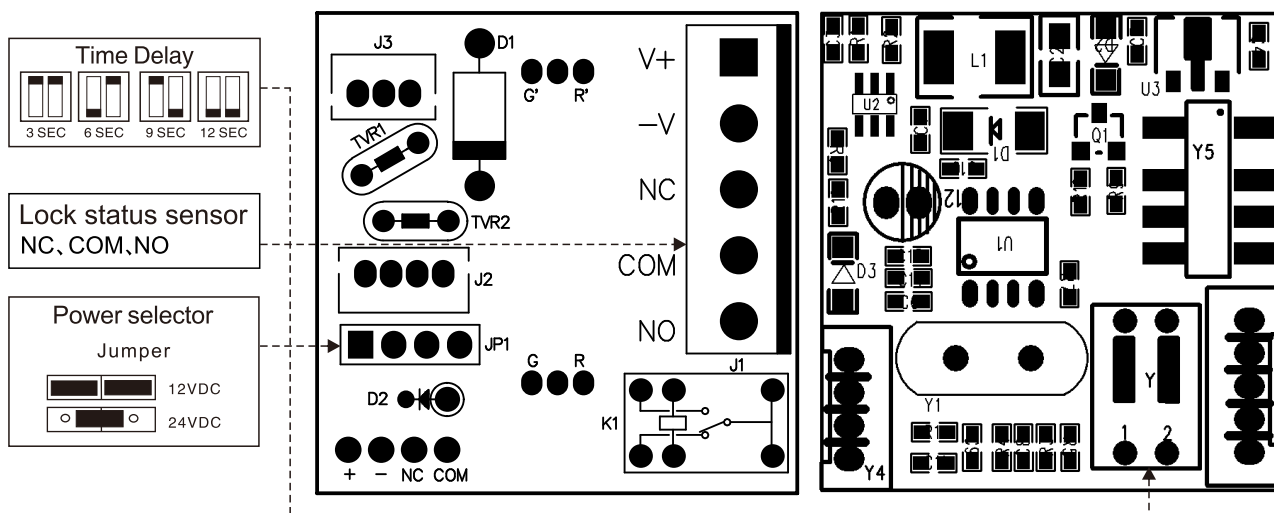 Time Delay
3 SEC 6 SEC 9 SEC 12 SEC
Lock status sensor
NC、COM、NO
Power selector
Jumper
12VDC
24VDC
J3
D1
G' R'
TVR1
TVR2
J2
JP1
G R
D2
K1
+ - NC COM
V+
-V
NC
COM
NO
J1
L1
C2
U3
U2
Q1
D1
Y5
12
U1
D3
Y1
Y
1 2
Y4